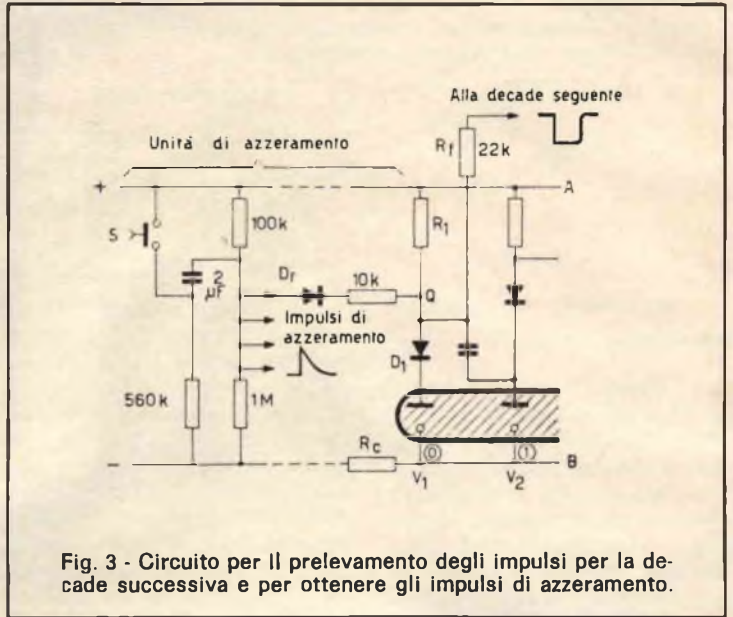 Alla decade seguente
Unità di azzeramento
Rf
22k
+
A
S
100k
R1
2
μF
Dr
10k
Q
Impulsi di
azzeramento
D1
560k
1M
Rc
0
1
-
B
V1
V2
Fig. 3 - Circuito per il prelevamento degli impulsi per la de-
cade successiva e per ottenere gli impulsi di azzeramento.